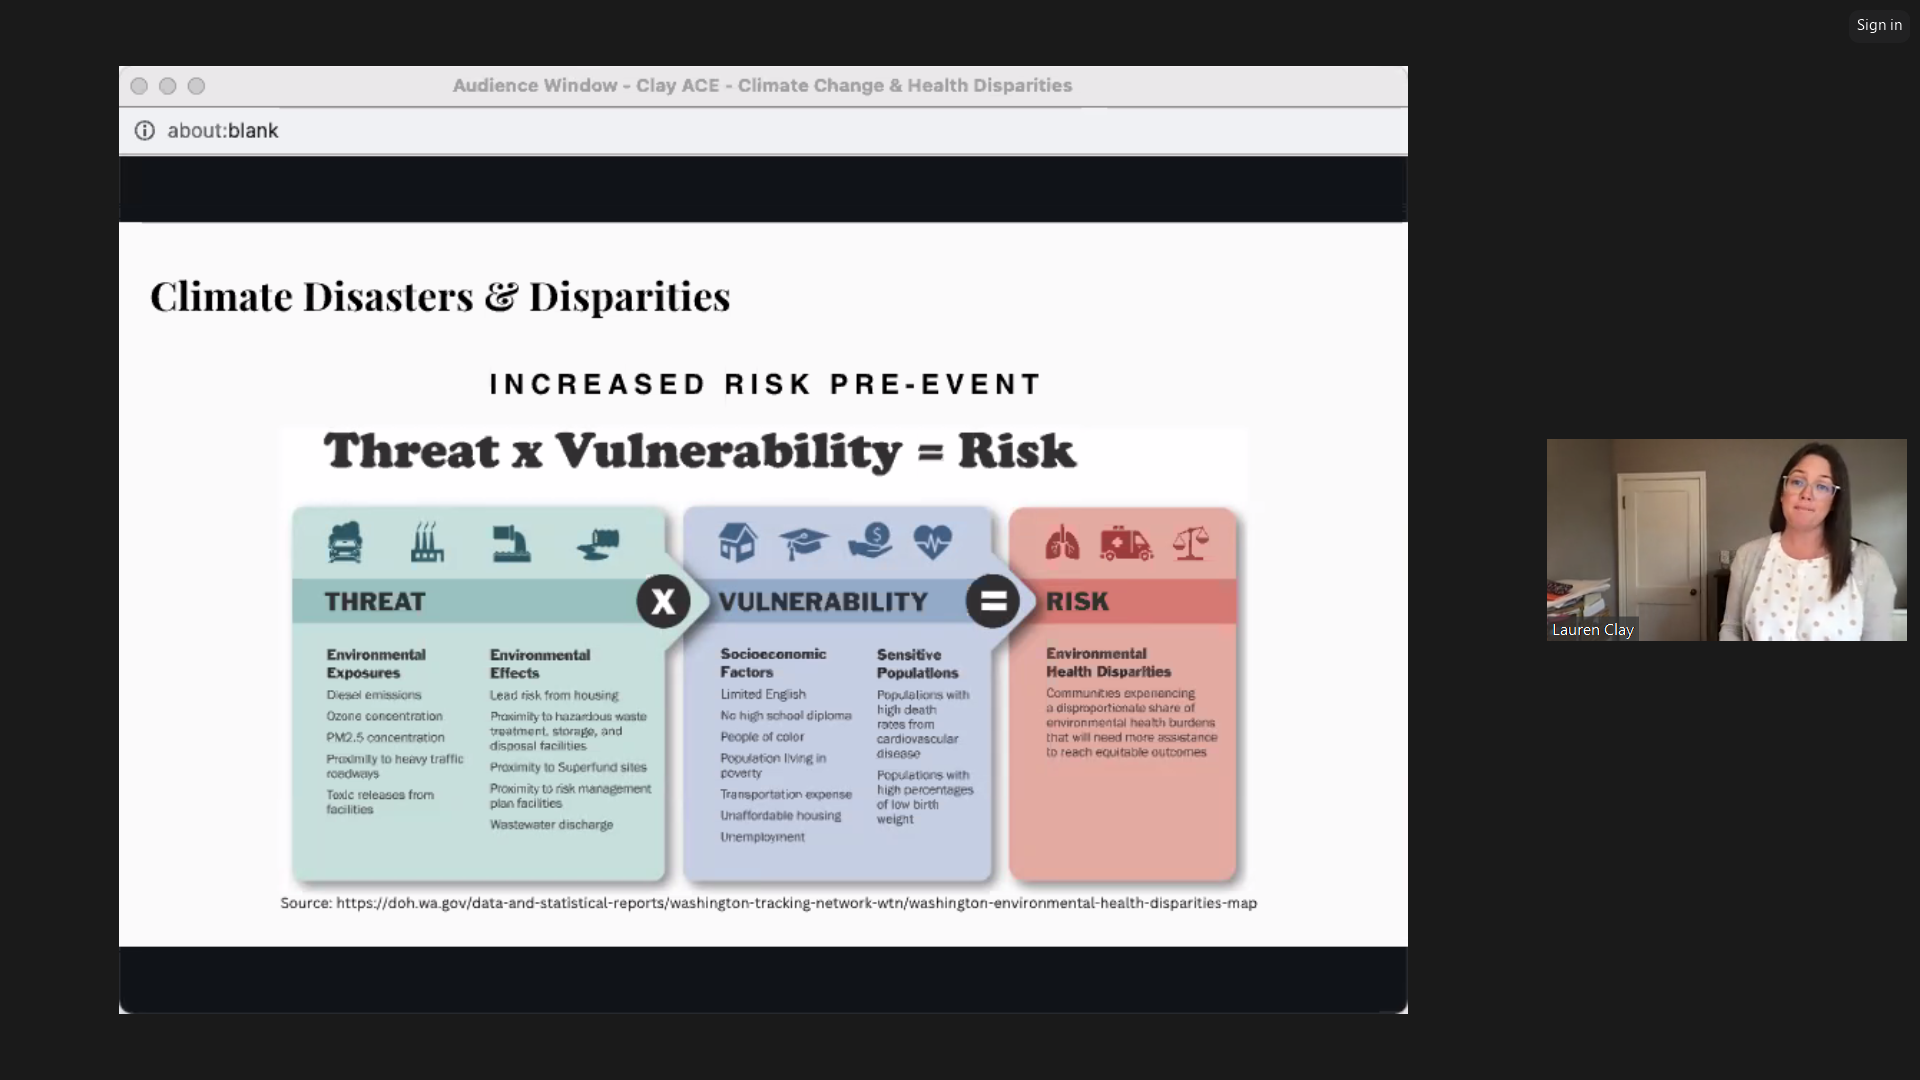 Sign in
Audience Window - Clay ACE - Climate Change & Health Disparities
about:blank
Climate Disasters & Disparities
INCREASED RISK PRE-EVENT
Threat x Vulnerability = Risk
THREAT
X
VULNERABILITY
=
RISK
Environmental
Exposures
Diesel emissions
Ozone concentration
PM2.5 concentration
Proximity to heavy traffic
roadways
Toxic releases from
facilities
Environmental
Effects
Lead risk from housing
Proximity to hazardous waste
treatment, storage, and
disposal facilities
Proximity to Superfund sites
Proximity to risk management
plan facilities
Wastewater discharge
Socioeconomic
Factors
Limited English
No high school diploma
People of color
Population living in
poverty
Transportation expense
Unaffordable housing
Unemployment
Sensitive
Populations
Populations with
high death
rates from
cardiovascular
disease
Populations with
high percentages
of low birth
weight
Environmental
Health Disparities
Communities experiencing
a disproportionate share of
environmental health burdens
that will need more assistance
to reach equitable outcomes
Source: https://doh.wa.gov/data-and-statistical-reports/washington-tracking-network-wtn/washington-environmental-health-disparities-map
Lauren Clay